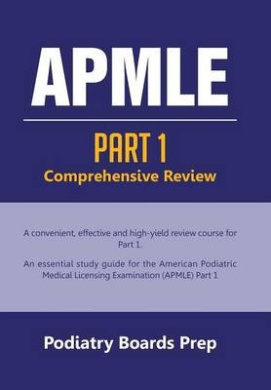 APMLE
PART 1
Comprehensive Review
A convenient, effective and high-yield review course for
Part 1.
An essential study guide for the American Podiatric
Medical Licensing Examination (APMLE) Part 1
Podiatry Boards Prep